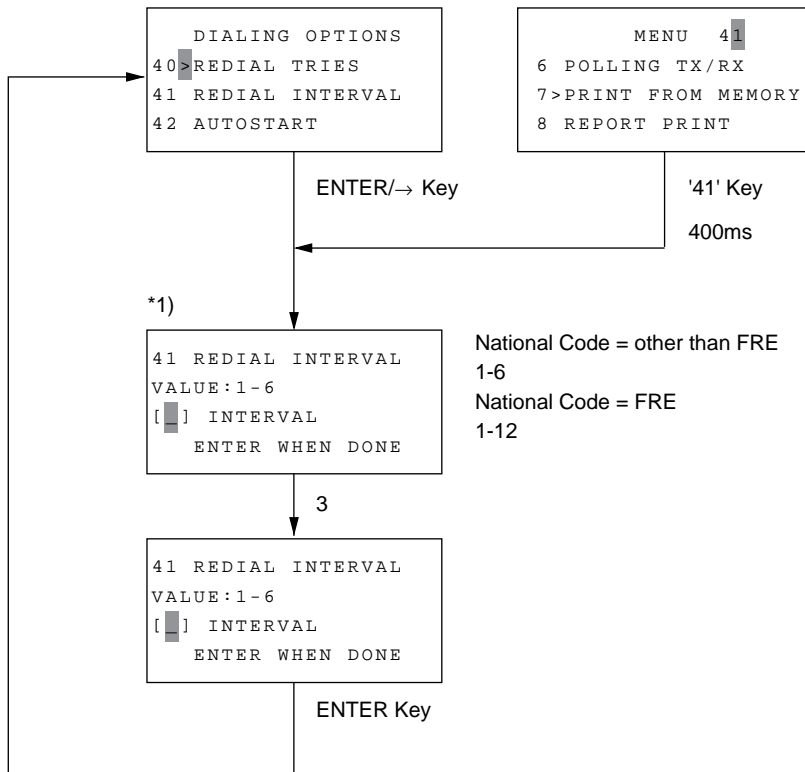 DIALING OPTIONS
40>REDIAL TRIES
41 REDIAL INTERVAL
42 AUTOSTART
MENU 41
6 POLLING TX/RX
7>PRINT FROM MEMORY
8 REPORT PRINT
ENTER/→ Key
'41' Key
400ms
*1)
41 REDIAL INTERVAL
VALUE:1-6
[_] INTERVAL
ENTER WHEN DONE
National Code = other than FRE
1-6
National Code = FRE
1-12
3
41 REDIAL INTERVAL
VALUE:1-6
[_] INTERVAL
ENTER WHEN DONE
ENTER Key